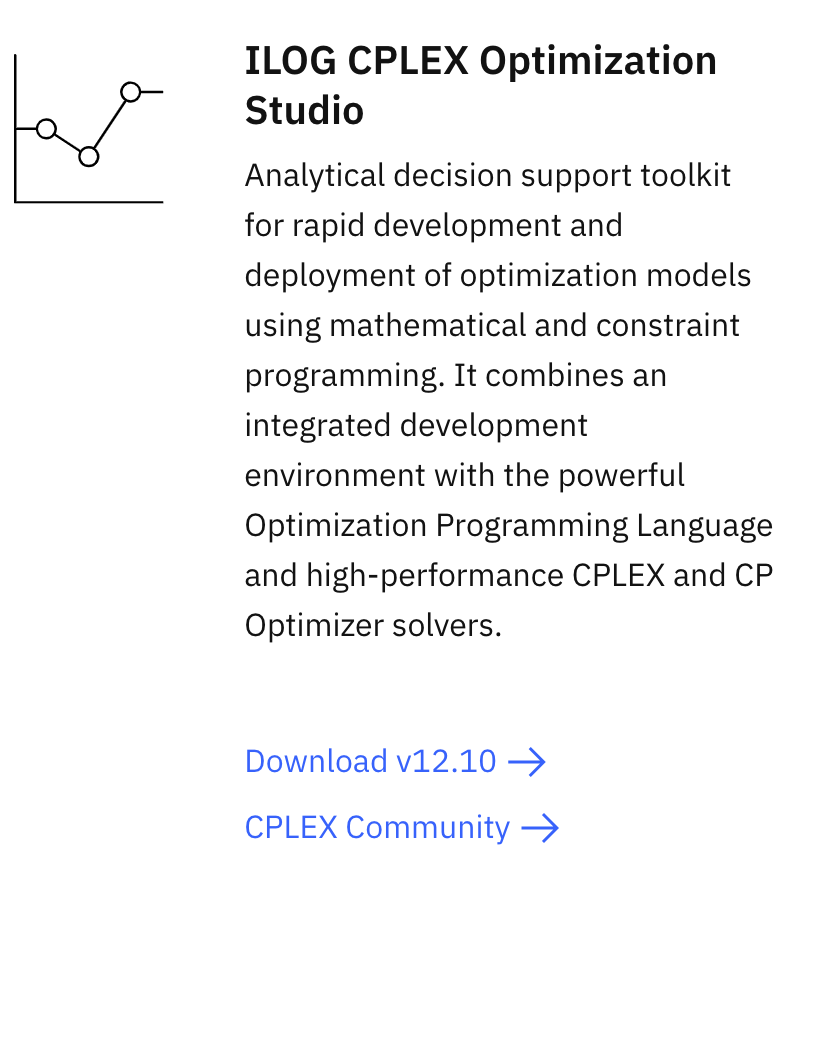 ILOG CPLEX Optimization
Studio
Analytical decision support toolkit
for rapid development and
deployment of optimization models
using mathematical and constraint
programming. It combines an
integrated development
environment with the powerful
Optimization Programming Language
and high-performance CPLEX and CP
Optimizer solvers.
Download v12.10 →
CPLEX Community →